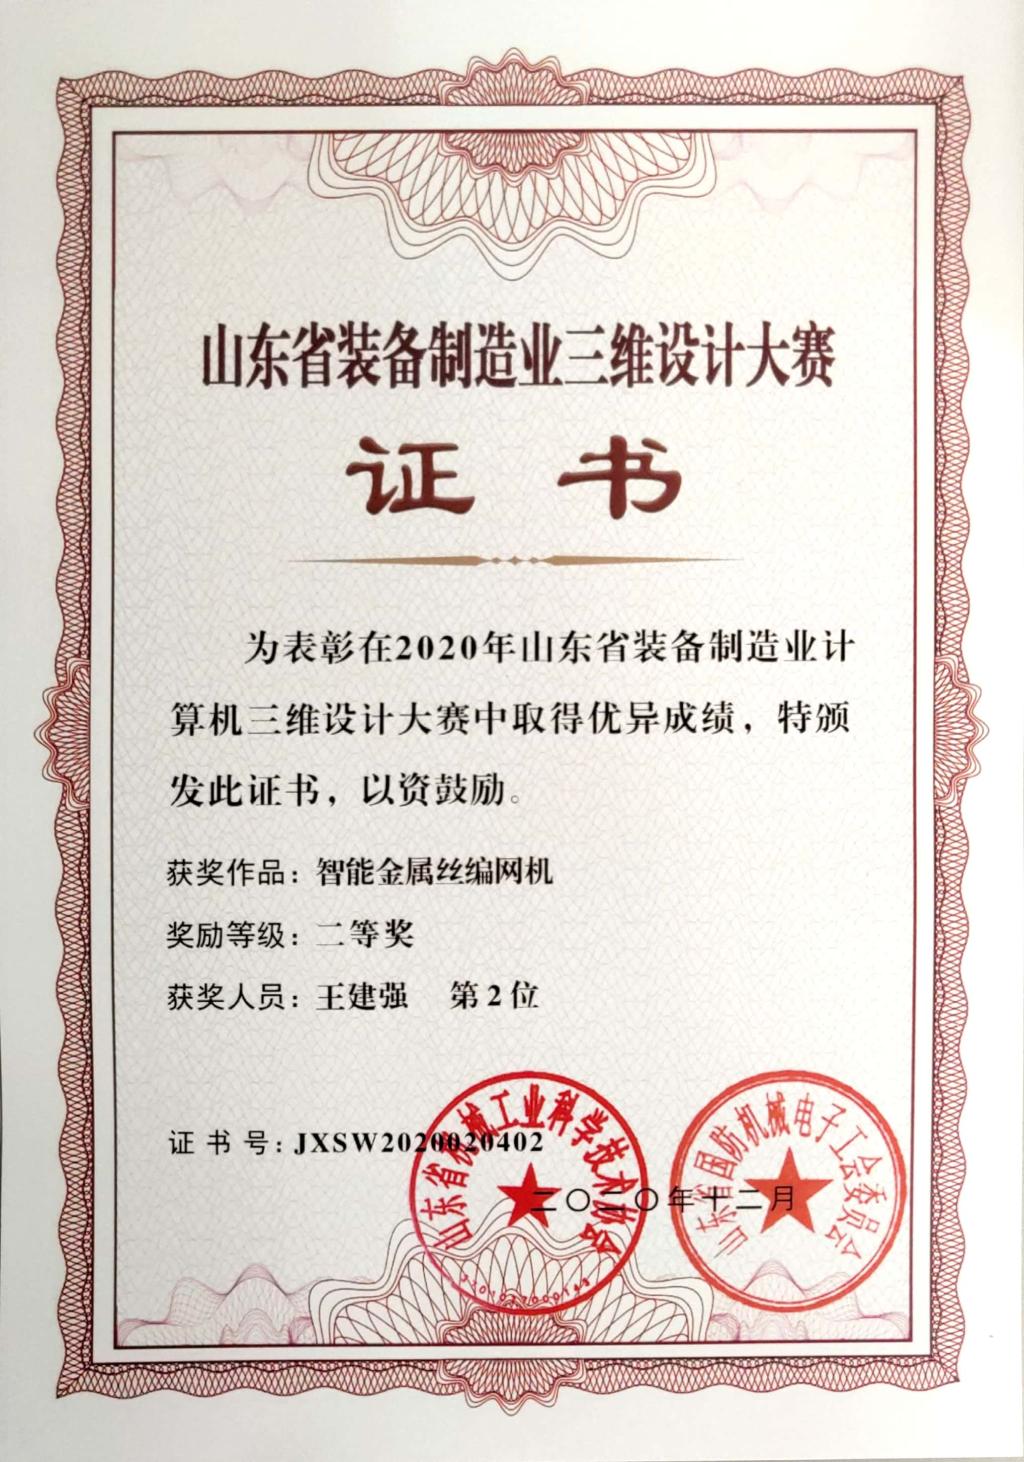 山东省装备制造业三维设计大赛
证书
为表彰在2020年山东省装备制造业计
算机三维设计大赛中取得优异成绩，特颁
发此证书，以资鼓励。
获奖作品：智能金属丝编网机
奖励等级：二等奖
获奖人员：王建强 第2位
证书号：JXSW2020020402
二〇二〇年十二月
山东省机械工业科学技术协会
山东省国防机械电子工会委员会